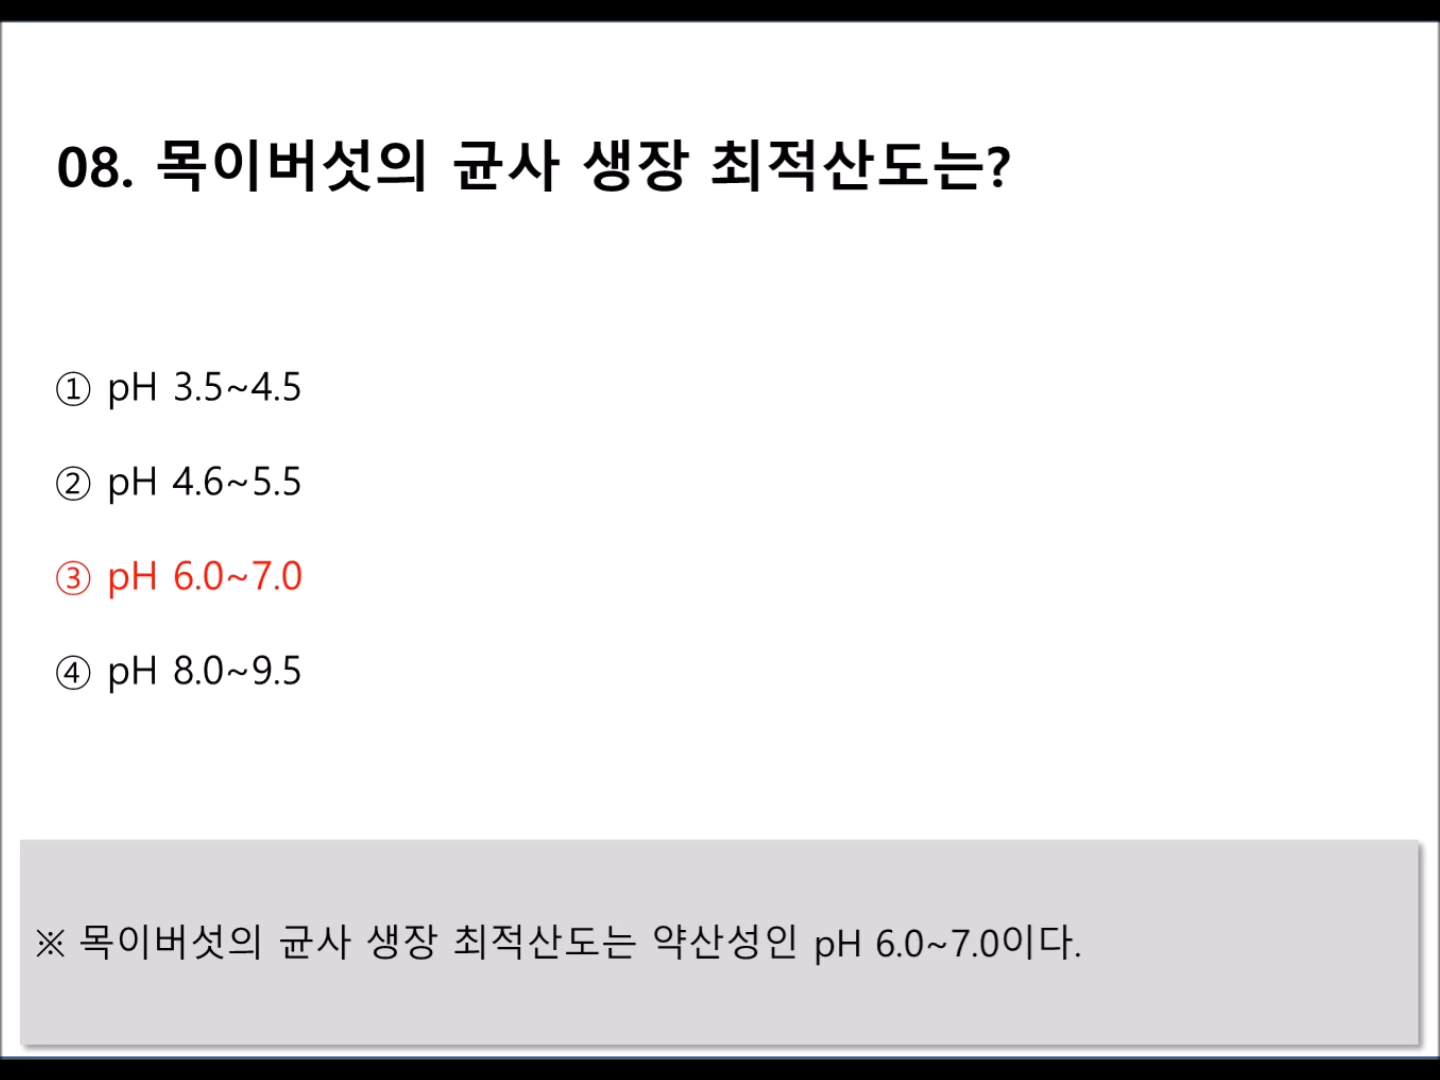 08. 목이버섯의 균사 생장 최적산도는?
① pH 3.5~4.5
② pH 4.6~5.5
③ pH 6.0~7.0
④ pH 8.0~9.5
※ 목이버섯의 균사 생장 최적산도는 약산성인 pH 6.0~7.0이다.